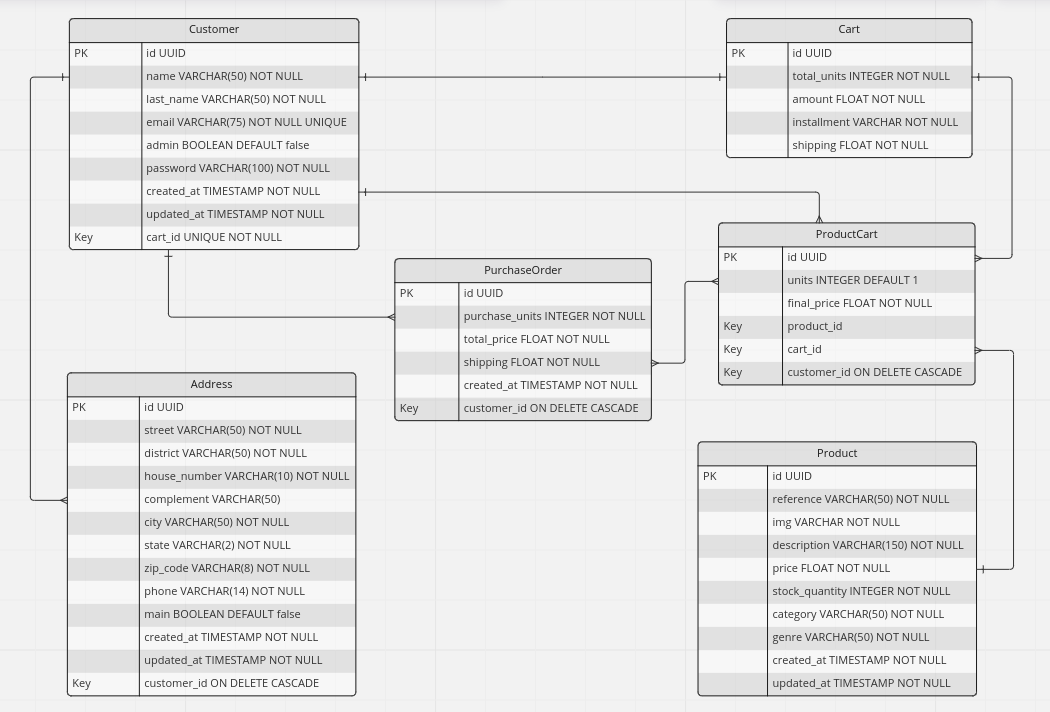 Customer
PK id UUID
name VARCHAR(50) NOT NULL
last_name VARCHAR(50) NOT NULL
email VARCHAR(75) NOT NULL UNIQUE
admin BOOLEAN DEFAULT false
password VARCHAR(100) NOT NULL
created_at TIMESTAMP NOT NULL
updated_at TIMESTAMP NOT NULL
Key cart_id UNIQUE NOT NULL
Cart
PK id UUID
total_units INTEGER NOT NULL
amount FLOAT NOT NULL
installment VARCHAR NOT NULL
shipping FLOAT NOT NULL
PurchaseOrder
PK id UUID
purchase_units INTEGER NOT NULL
total_price FLOAT NOT NULL
shipping FLOAT NOT NULL
created_at TIMESTAMP NOT NULL
Key customer_id ON DELETE CASCADE
ProductCart
PK id UUID
units INTEGER DEFAULT 1
final_price FLOAT NOT NULL
Key product_id
Key cart_id
Key customer_id ON DELETE CASCADE
Address
PK id UUID
street VARCHAR(50) NOT NULL
district VARCHAR(50) NOT NULL
house_number VARCHAR(10) NOT NULL
complement VARCHAR(50)
city VARCHAR(50) NOT NULL
state VARCHAR(2) NOT NULL
zip_code VARCHAR(8) NOT NULL
phone VARCHAR(14) NOT NULL
main BOOLEAN DEFAULT false
created_at TIMESTAMP NOT NULL
updated_at TIMESTAMP NOT NULL
Key customer_id ON DELETE CASCADE
Product
PK id UUID
reference VARCHAR(50) NOT NULL
img VARCHAR NOT NULL
description VARCHAR(150) NOT NULL
price FLOAT NOT NULL
stock_quantity INTEGER NOT NULL
category VARCHAR(50) NOT NULL
genre VARCHAR(50) NOT NULL
created_at TIMESTAMP NOT NULL
updated_at TIMESTAMP NOT NULL